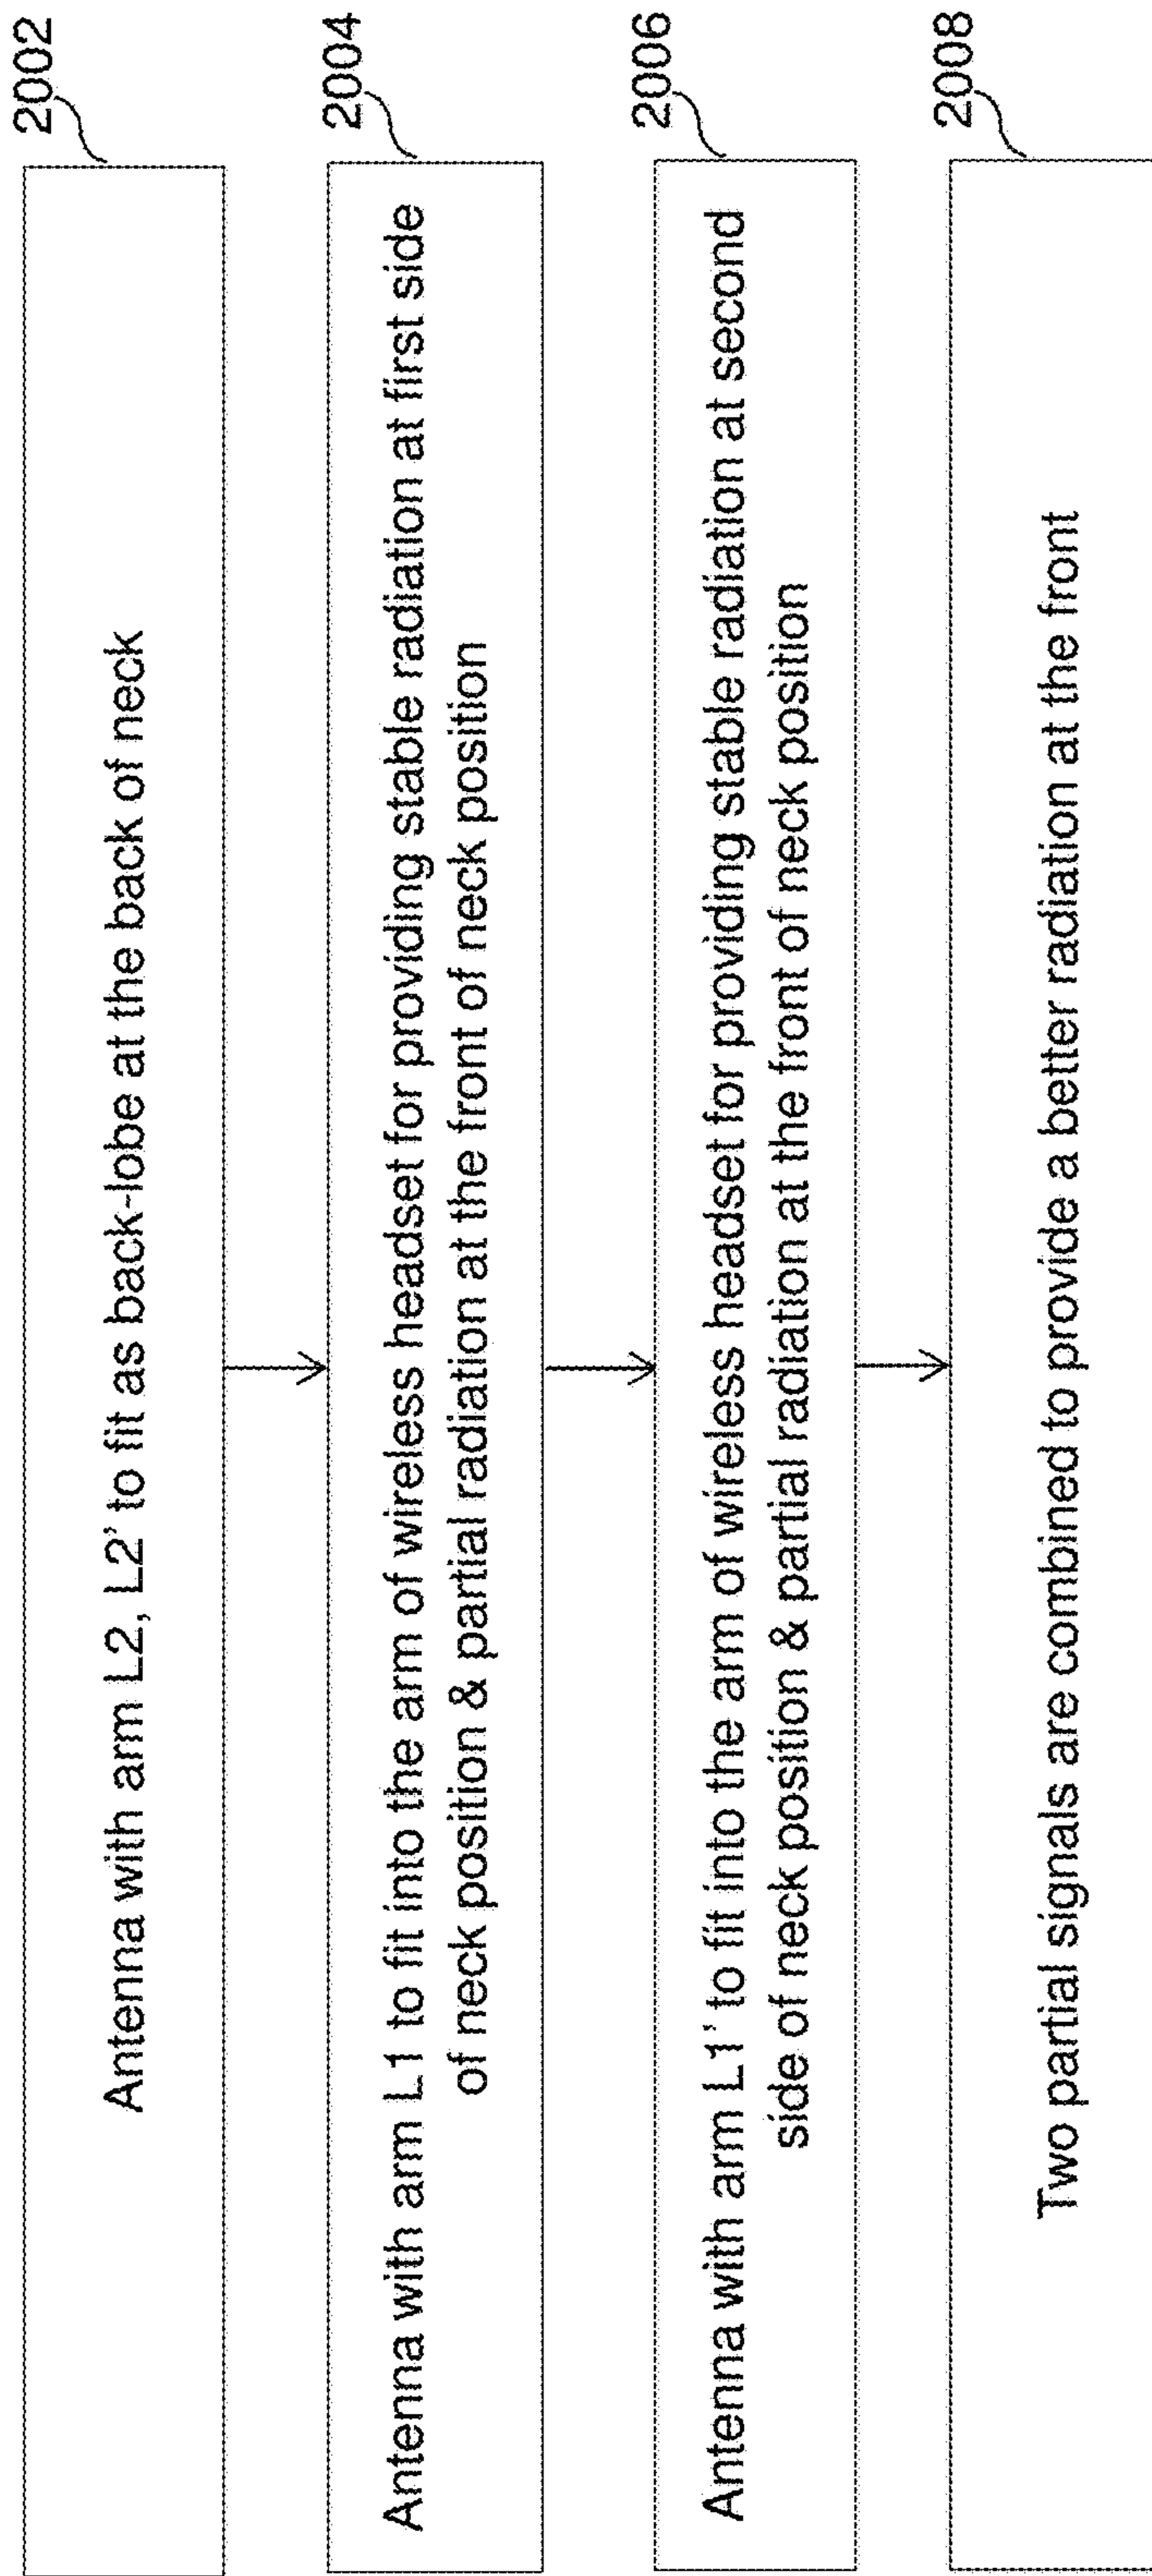 2002
Antenna with arm L2, L2' to fit as back-lobe at the back of neck
2004
Antenna with arm L1 to fit into the arm of wireless headset for providing stable radiation at first side
of neck position & partial radiation at the front of neck position
2006
Antenna with arm L1' to fit into the arm of wireless headset for providing stable radiation at second
side of neck position & partial radiation at the front of neck position
2008
Two partial signals are combined to provide a better radiation at the front